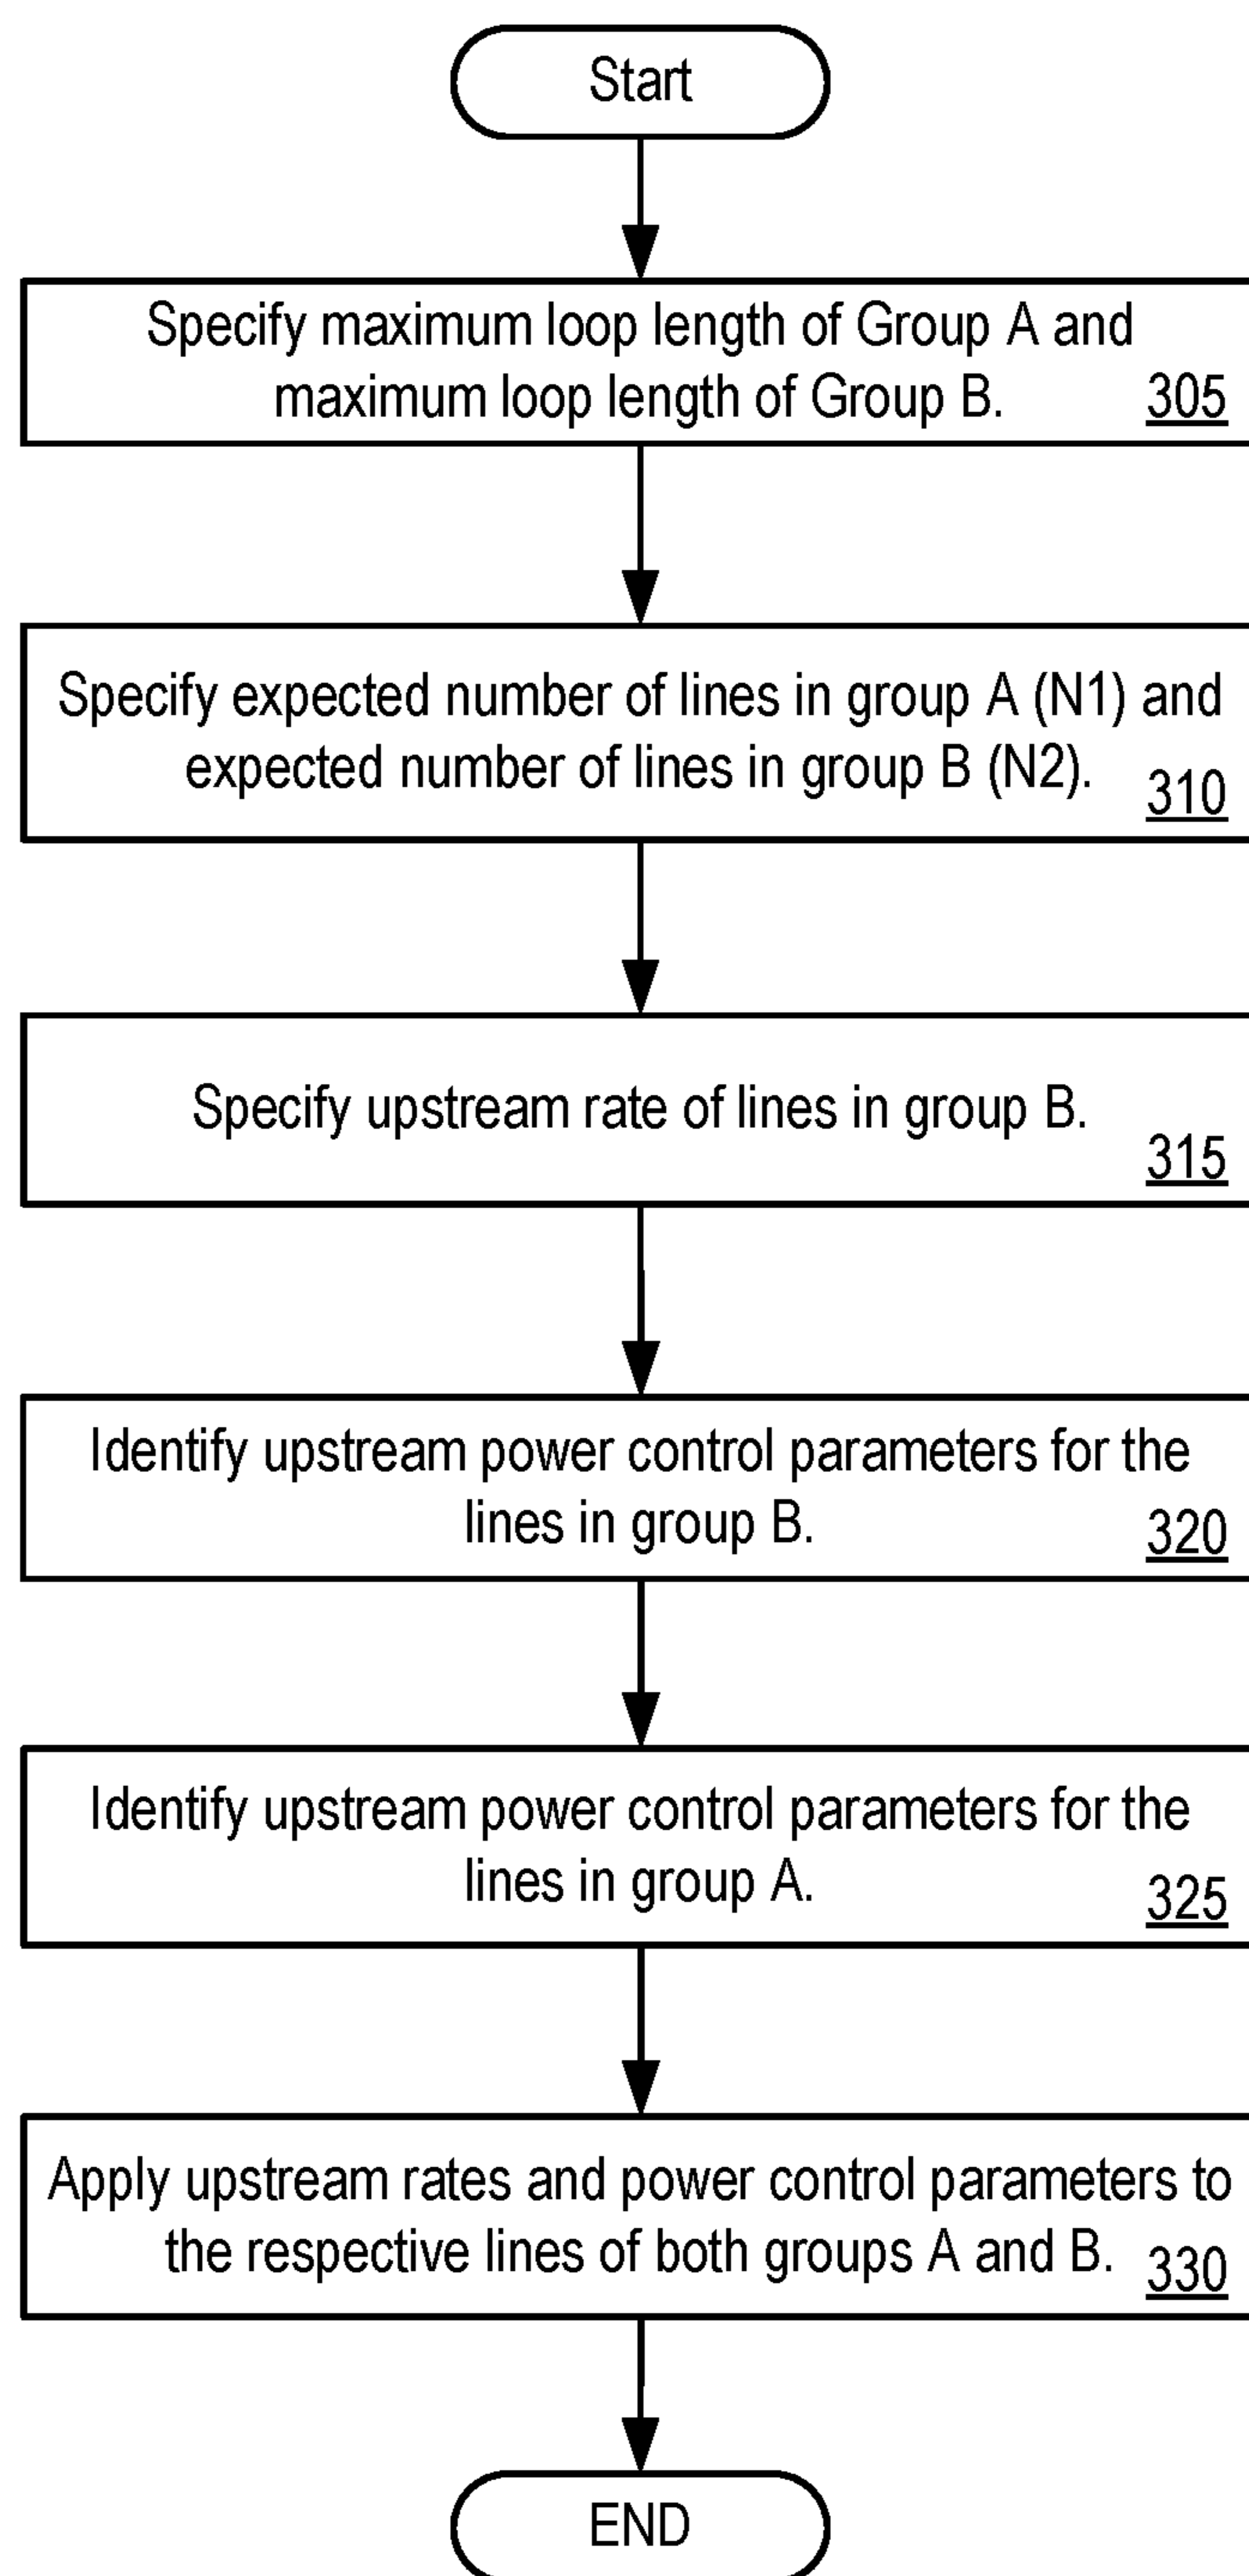 Start
Specify maximum loop length of Group A and
maximum loop length of Group B.
305
Specify expected number of lines in group A (N1) and
expected number of lines in group B (N2).
310
Specify upstream rate of lines in group B.
315
Identify upstream power control parameters for the
lines in group B.
320
Identify upstream power control parameters for the
lines in group A.
325
Apply upstream rates and power control parameters to
the respective lines of both groups A and B.
330
END